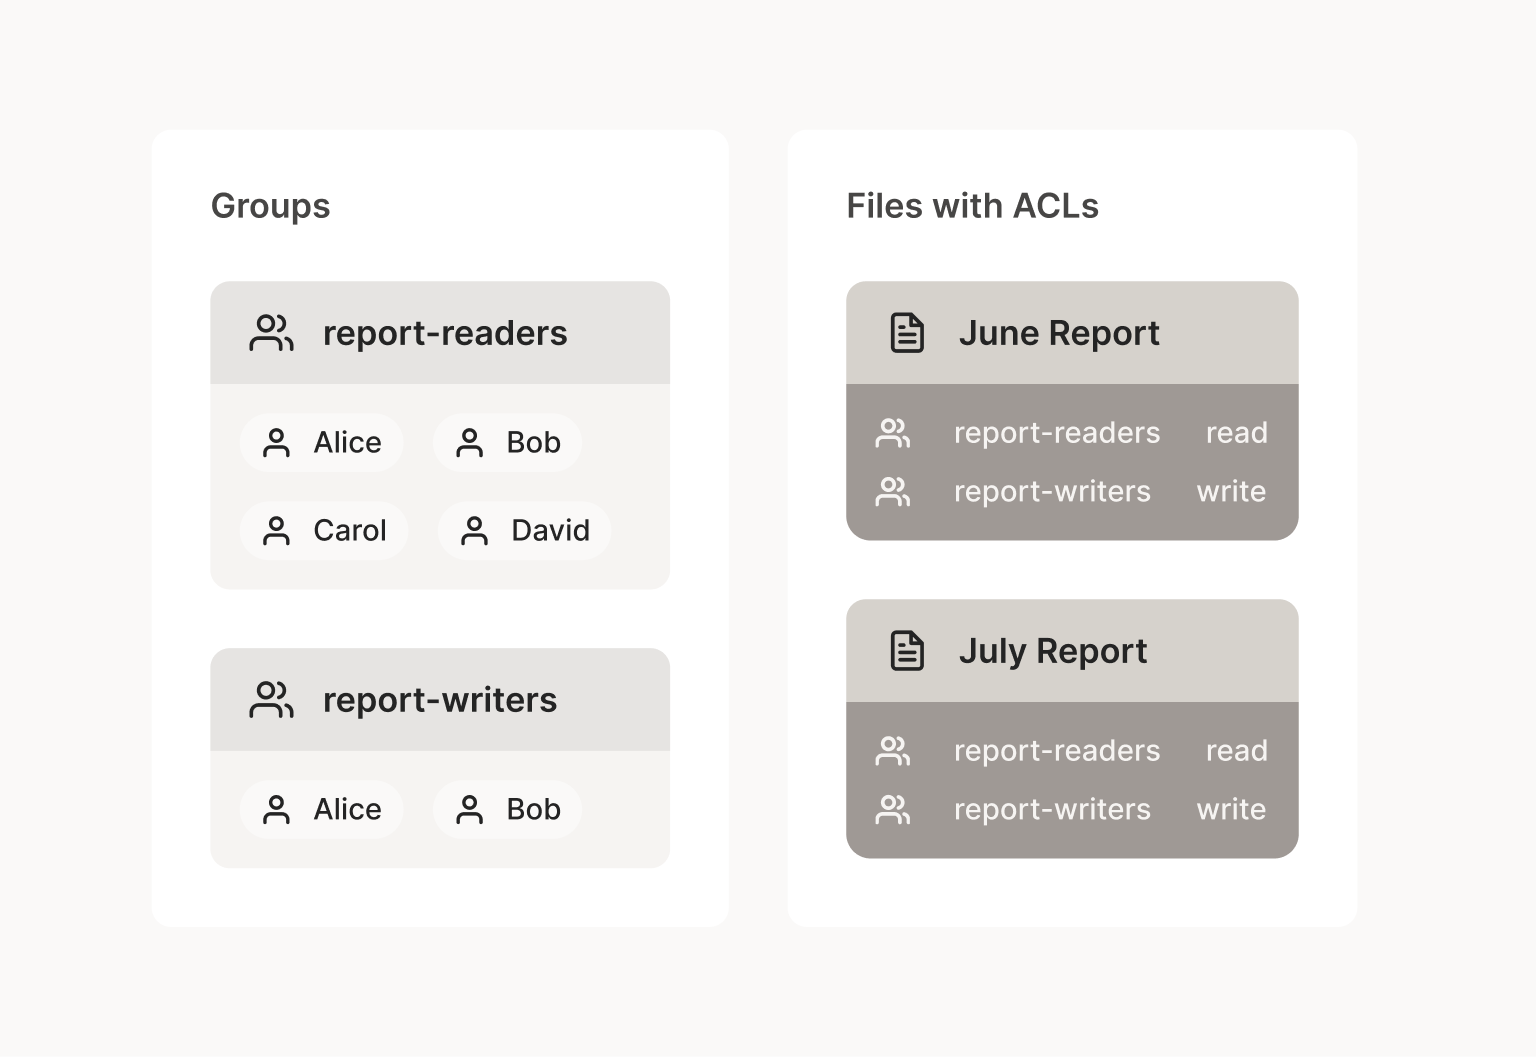 Groups
report-readers
Alice Bob
Carol David
report-writers
Alice Bob
Files with ACLs
June Report
report-readers read
report-writers write
July Report
report-readers read
report-writers write